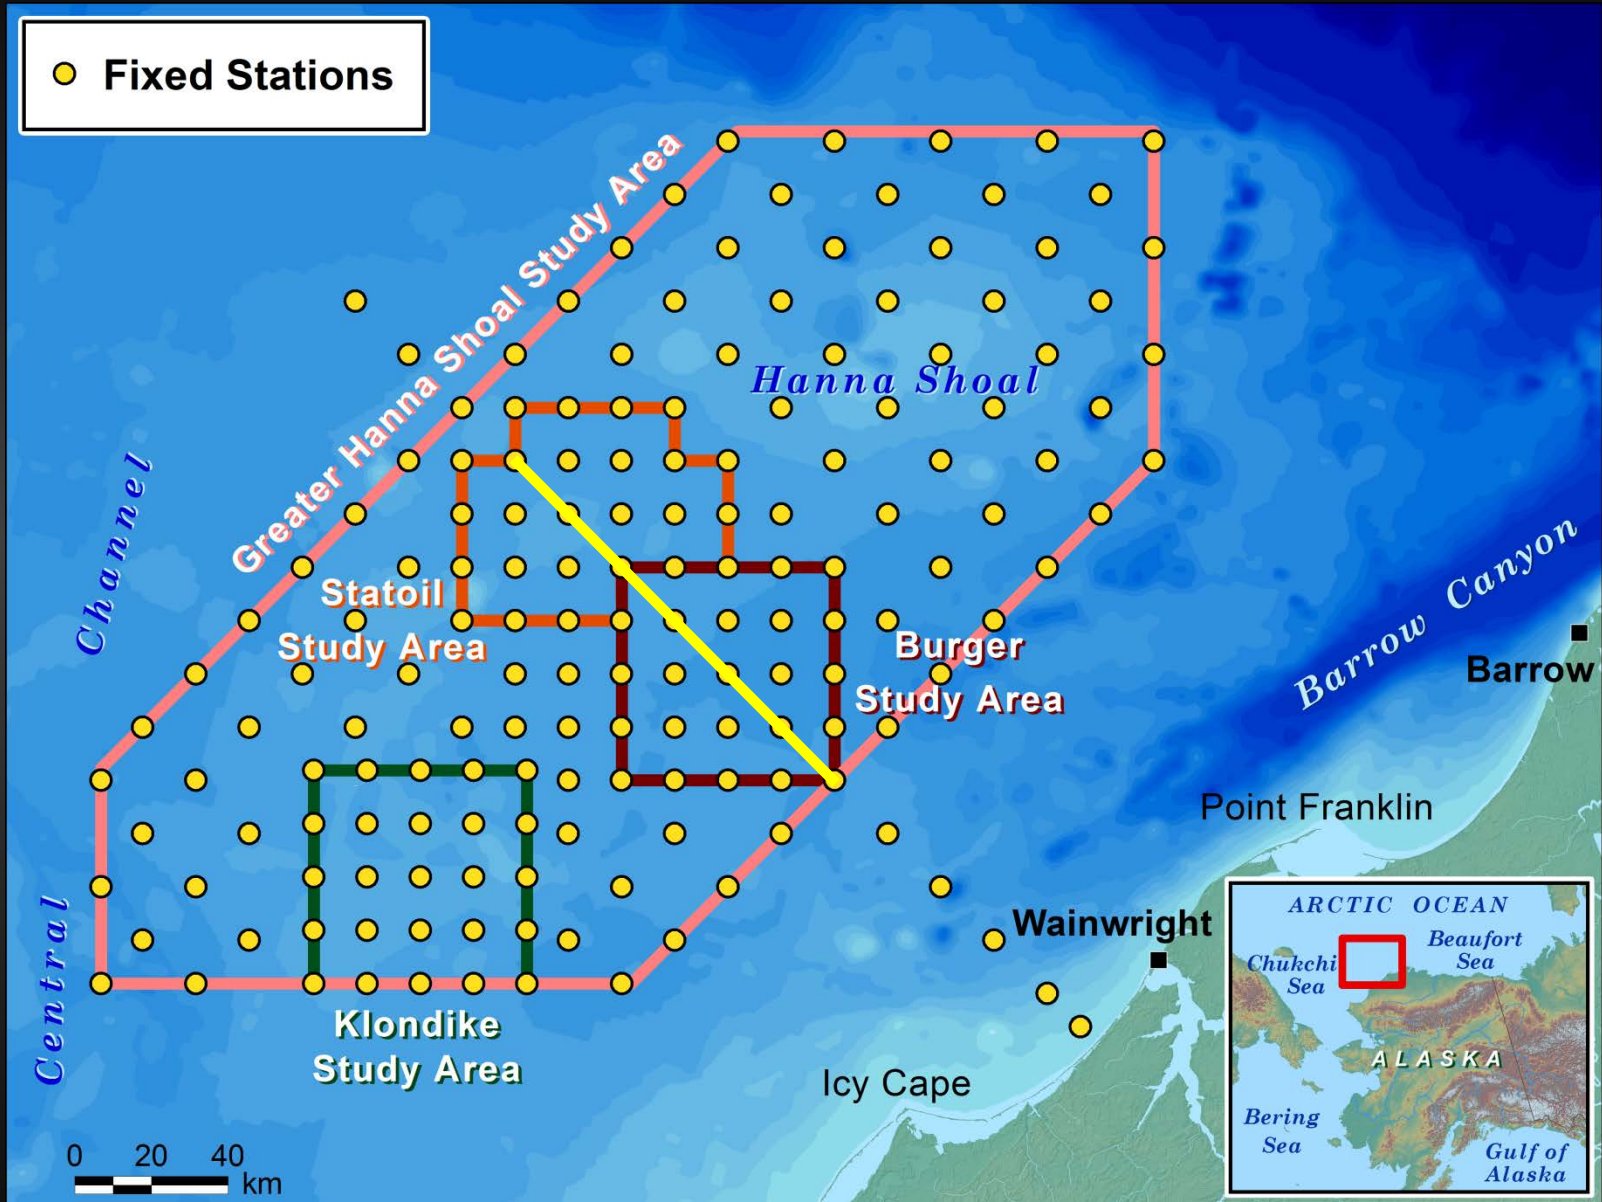 Fixed Stations
Greater Hanna Shoal Study Area
Hanna Shoal
Channel
Statoil
Study Area
Burger
Study Area
Barrow Canyon
Barrow
Point Franklin
Central
Wainwright
Klondike
Study Area
Icy Cape
0 20 40
km
ARCTIC OCEAN
Beaufort
Sea
Chukchi
Sea
ALASKA
Bering
Sea
Gulf of
Alaska